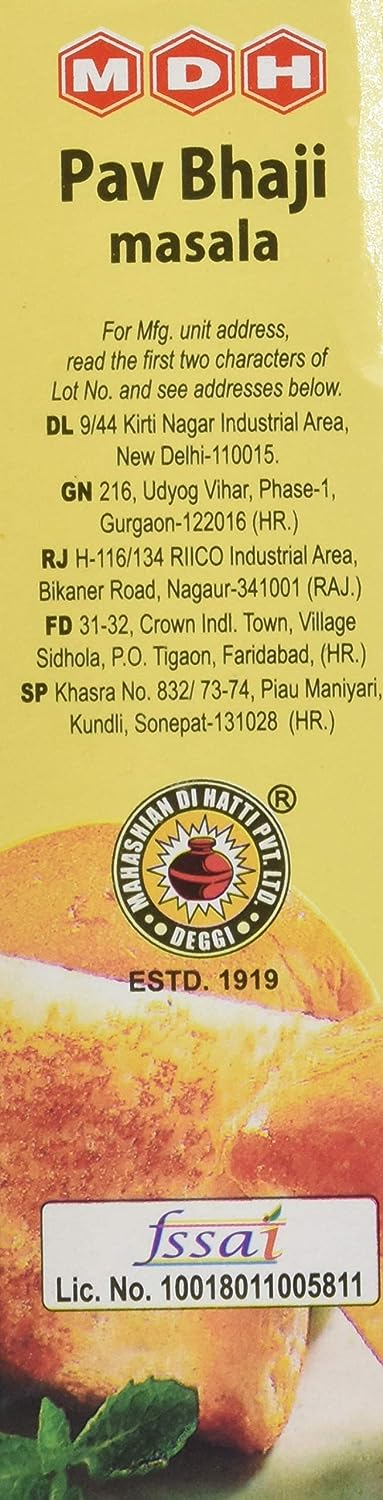 MDH
Pav Bhaji
masala
For Mfg. unit address,
read the first two characters of
Lot No. and see addresses below.
DL 9/44 Kirti Nagar Industrial Area,
New Delhi-110015.
GN 216, Udyog Vihar, Phase-1,
Gurgaon-122016 (HR.)
RJ H-116/134 RIICO Industrial Area,
Bikaner Road, Nagaur-341001 (RAJ.)
FD 31-32, Crown Indl. Town, Village
Sidhola, P.O. Tigaon, Faridabad, (HR.)
SP Khasra No. 832/ 73-74, Piau Maniyari,
Kundli, Sonepat-131028 (HR.)
®
MAHASHIAN DI HATTI PVT. LTD.
• DEGGI •
ESTD. 1919
fssai
Lic. No. 10018011005811